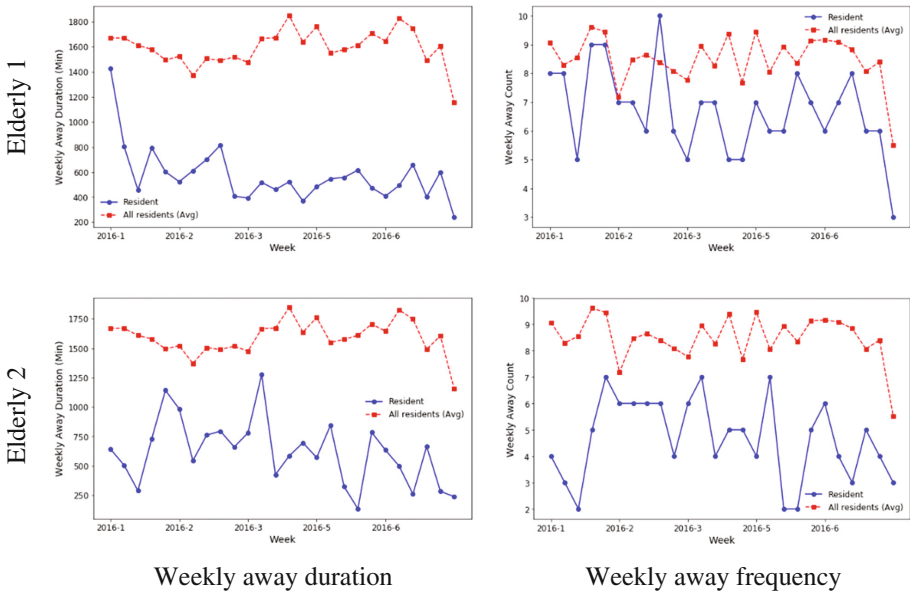 Elderly 1
Weekly Away Duration (Min)
1800
1600
1400
1200
1000
800
600
400
200
Resident
All residents (Avg)
2016-1
2016-2
2016-3
2016-5
2016-6
Week
Weekly Away Count
10
9
8
7
6
5
4
3
Resident
All residents (Avg)
2016-1
2016-2
2016-3
2016-5
2016-6
Week
Elderly 2
Weekly Away Duration (Min)
1750
1500
1250
1000
750
500
250
Resident
All residents (Avg)
2016-1
2016-2
2016-3
2016-5
2016-6
Week
Weekly Away Count
10
9
8
7
6
5
4
3
2
Resident
All residents (Avg)
2016-1
2016-2
2016-3
2016-5
2016-6
Week
Weekly away duration
Weekly away frequency